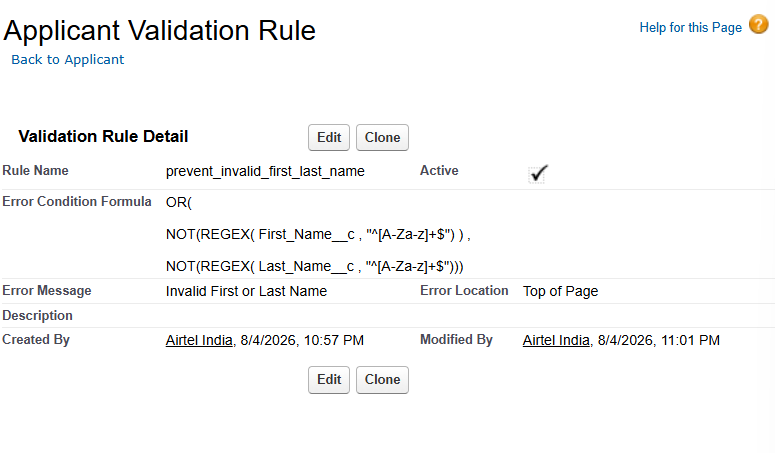 Applicant Validation Rule
Help for this Page ?
Back to Applicant
Validation Rule Detail
Edit Clone
Rule Name prevent_invalid_first_last_name Active
Error Condition Formula OR(
NOT(REGEX( First_Name__c , "^[A-Za-z]+$") ) ,
NOT(REGEX( Last_Name__c , "^[A-Za-z]+$")))
Error Message Invalid First or Last Name Error Location Top of Page
Description
Created By Airtel India, 8/4/2026, 10:57 PM Modified By Airtel India, 8/4/2026, 11:01 PM
Edit Clone